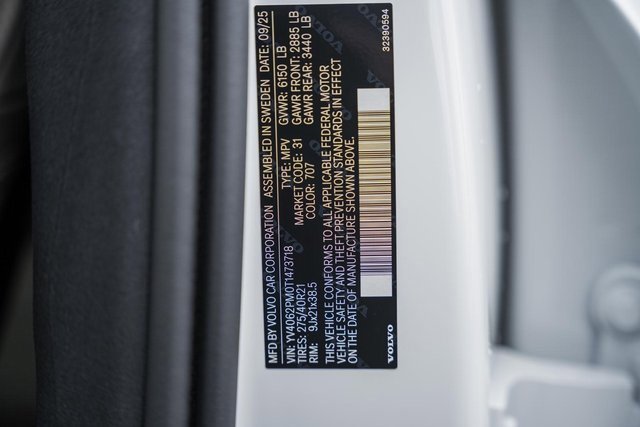 MFD BY VOLVO CAR CORPORATION ASSEMBLED IN SWEDEN DATE: 09/25
VIN: YV4062PM0T1473718 TYPE: MPV GVWR: 6150 LB
TIRES: 275/40R21 MARKET CODE: 31 GAWR FRONT: 2885 LB
RIM: 9Jx21x38.5 COLOR: 707 GAWR REAR: 3440 LB
THIS VEHICLE CONFORMS TO ALL APPLICABLE FEDERAL MOTOR
VEHICLE SAFETY AND THEFT PREVENTION STANDARDS IN EFFECT
ON THE DATE OF MANUFACTURE SHOWN ABOVE.
VOLVO
32390594